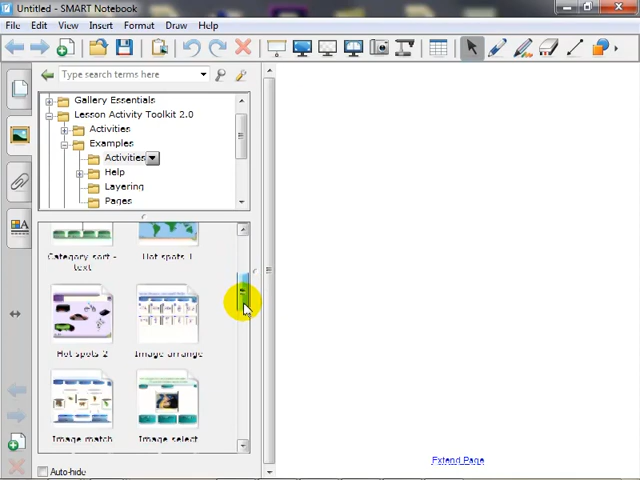 Untitled - SMART Notebook
File Edit View Insert Format Draw Help
Type search terms here
Gallery Essentials
Lesson Activity Toolkit 2.0
Activities
Examples
Activities
Help
Layering
Pages
Category sort - text
Hot spots 1
Hot spots 2
Image arrange
Image match
Image select
Auto-hide
Extend Page